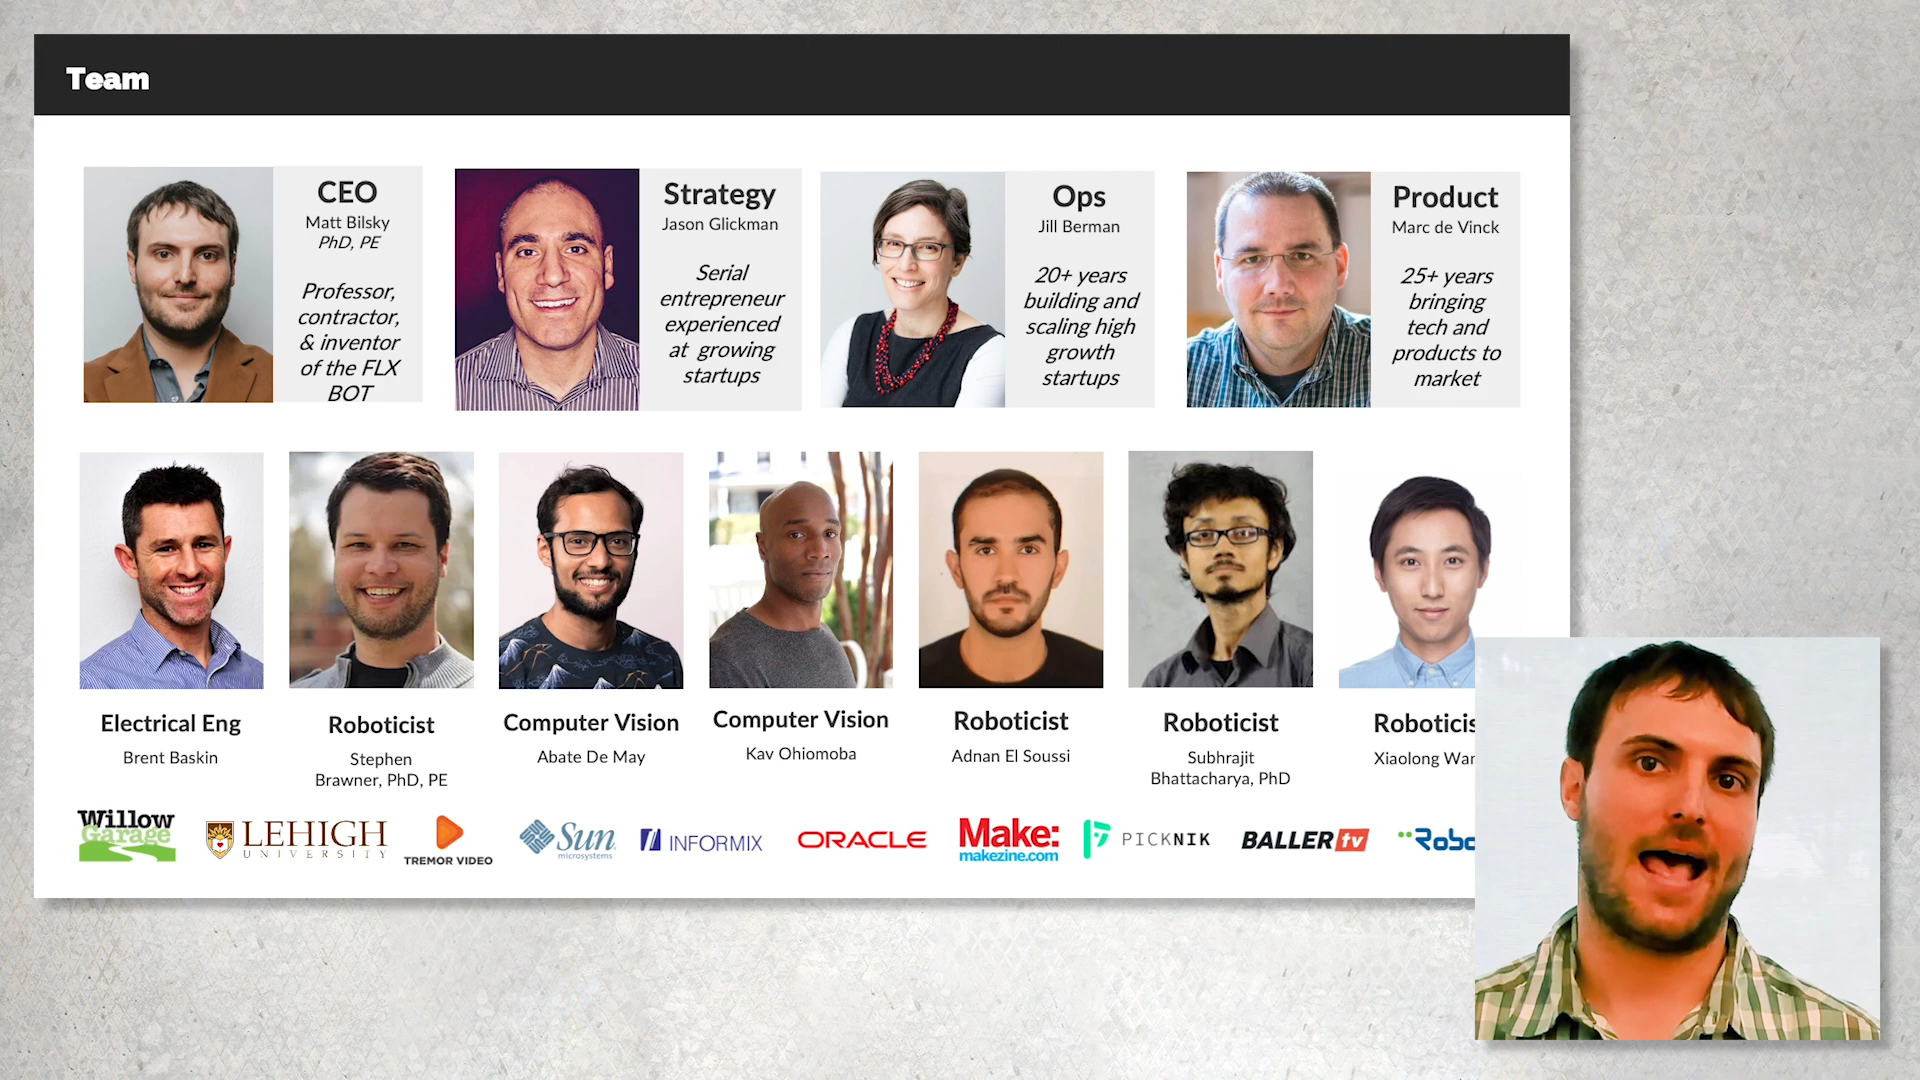 Team
CEO
Matt Bilsky
PhD, PE
Professor,
contractor,
& inventor
of the FLX
BOT
Strategy
Jason Glickman
Serial
entrepreneur
experienced
at growing
startups
Ops
Jill Berman
20+ years
building and
scaling high
growth
startups
Product
Marc de Vinck
25+ years
bringing
tech and
products to
market
Electrical Eng
Brent Baskin
Roboticist
Stephen
Brawner, PhD, PE
Computer Vision
Abate De May
Computer Vision
Kav Ohiomoba
Roboticist
Adnan El Soussi
Roboticist
Subhrajit
Bhattacharya, PhD
Roboticis
Xiaolong
Willow
Garage
LEHIGH
UNIVERSITY
TREMOR VIDEO
Sun
microsystems
INFORMIX
ORACLE
Make:
makezine.com
PICKNIK
BALLER tv
Robo